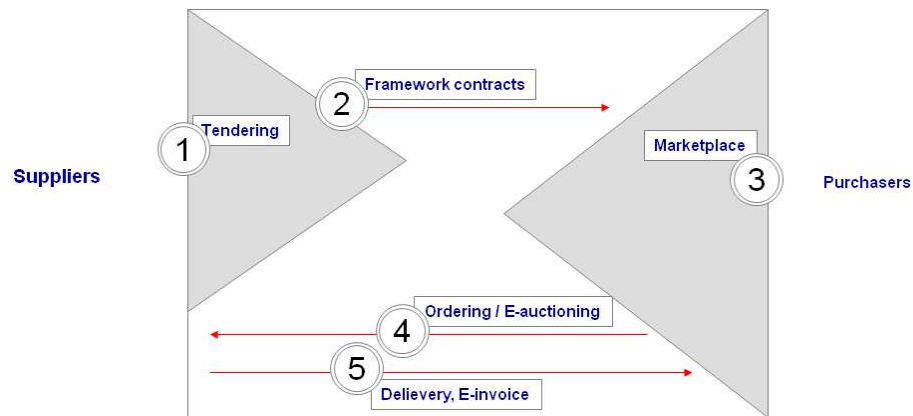 Framework contracts
2
Tendering
1
Marketplace
Suppliers
3
Purchasers
Ordering / E-auctioning
4
5
Delievery, E-invoice